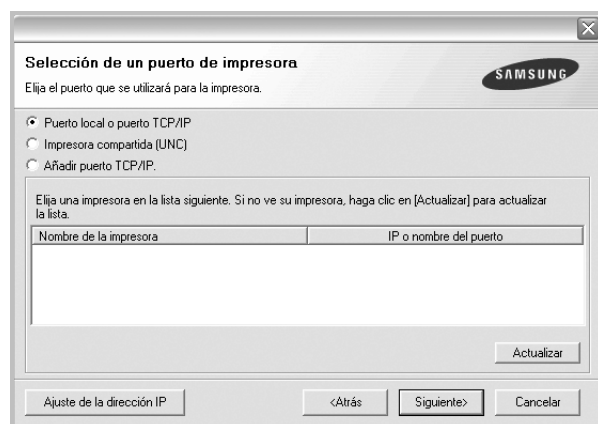 Selección de un puerto de impresora
Elija el puerto que se utilizará para la impresora.
SAMSUNG
Puerto local o puerto TCP/IP
Impresora compartida (UNC)
Añadir puerto TCP/IP.
Elija una impresora en la lista siguiente. Si no ve su impresora, haga clic en [Actualizar] para actualizar
la lista.
Nombre de la impresora IP o nombre del puerto
Actualizar
Ajuste de la dirección IP <Atrás Siguiente> Cancelar